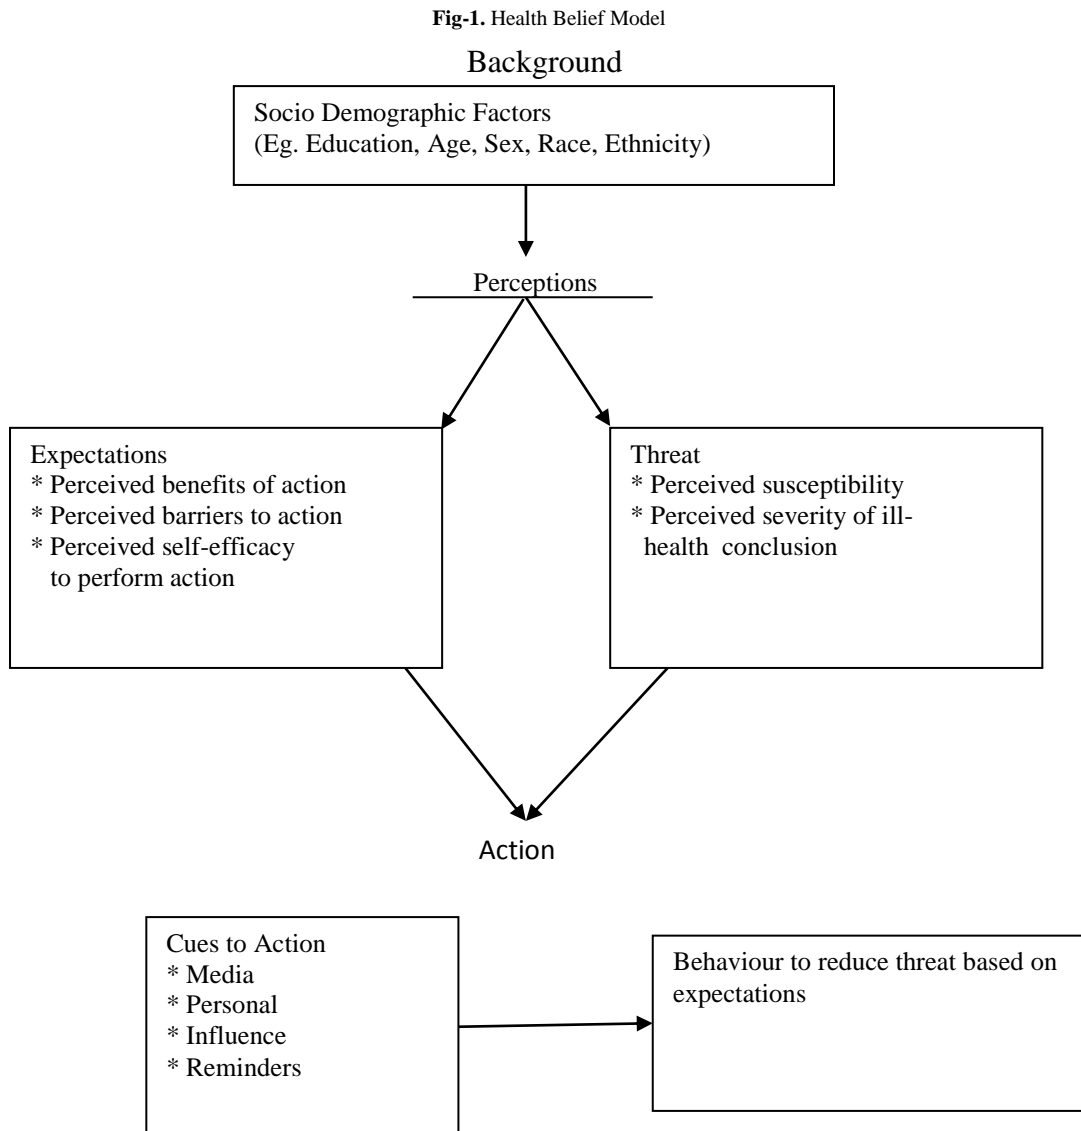 Fig-1. Health Belief Model
Background
Socio Demographic Factors
(Eg. Education, Age, Sex, Race, Ethnicity)
Perceptions
Expectations
* Perceived benefits of action
* Perceived barriers to action
* Perceived self-efficacy
to perform action
Threat
* Perceived susceptibility
* Perceived severity of ill-
health conclusion
Action
Cues to Action
* Media
* Personal
* Influence
* Reminders
Behaviour to reduce threat based on
expectations